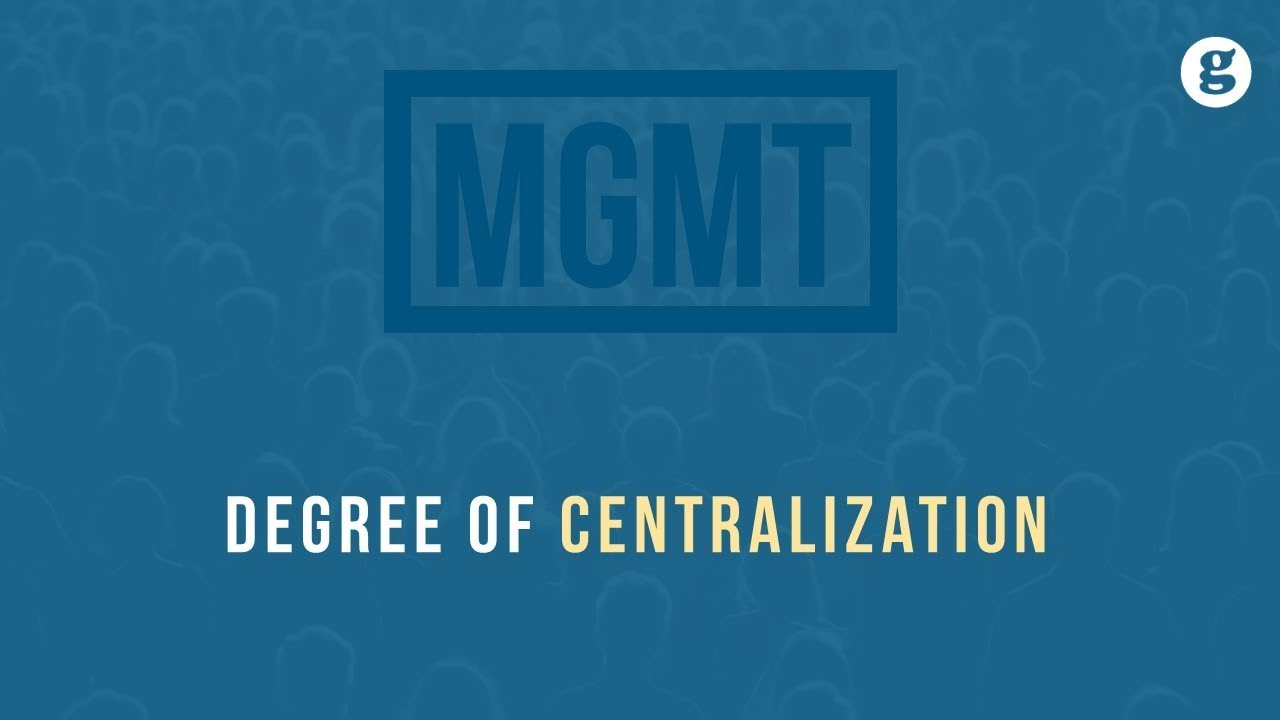 g
MGMT
DEGREE OF CENTRALIZATION